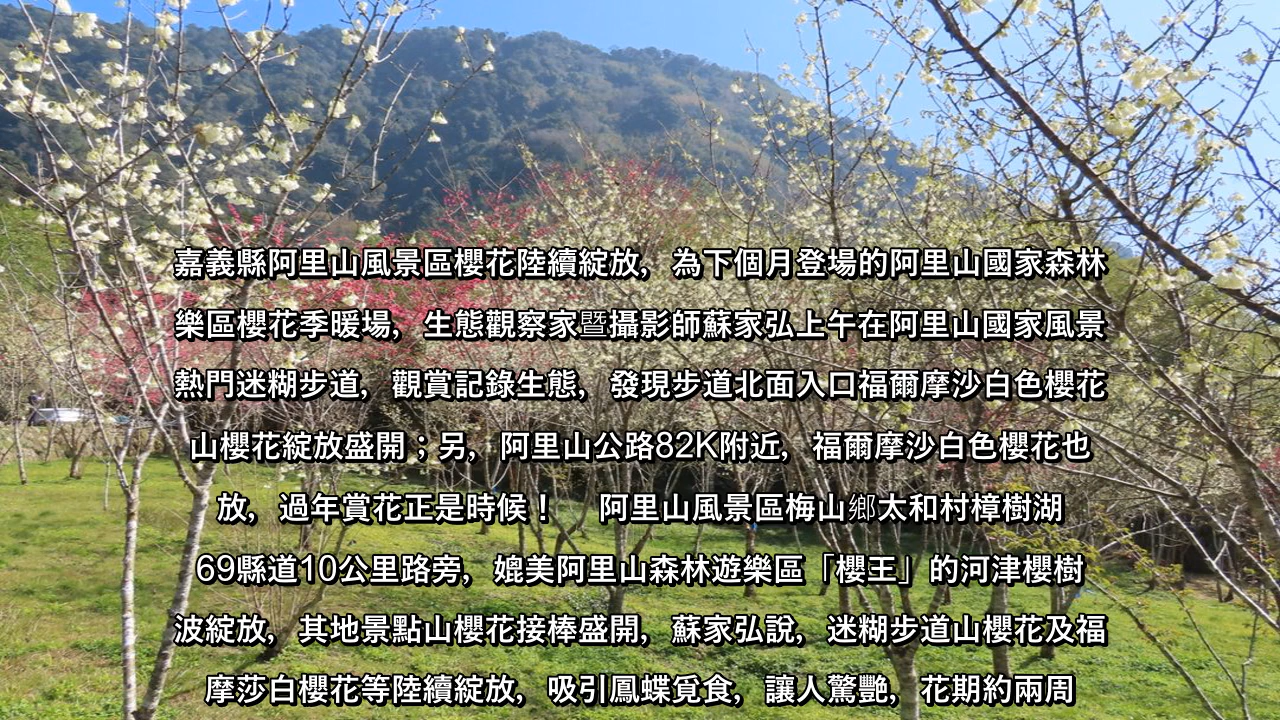 嘉義縣阿里山風景區櫻花陸續綻放，為下個月登場的阿里山國家森林
樂區櫻花季暖場，生態觀察家暨攝影師蘇家弘上午在阿里山國家風景
熱門迷糊步道，觀賞記錄生態，發現步道北面入口福爾摩沙白色櫻花
山櫻花綻放盛開；另，阿里山公路82K附近，福爾摩沙白色櫻花也
放，過年賞花正是時候！　阿里山風景區梅山鄉太和村樟樹湖
69縣道10公里路旁，媲美阿里山森林遊樂區「櫻王」的河津櫻樹
波綻放，其地景點山櫻花接棒盛開，蘇家弘說，迷糊步道山櫻花及福
摩莎白櫻花等陸續綻放，吸引鳳蝶覓食，讓人驚艷，花期約兩周